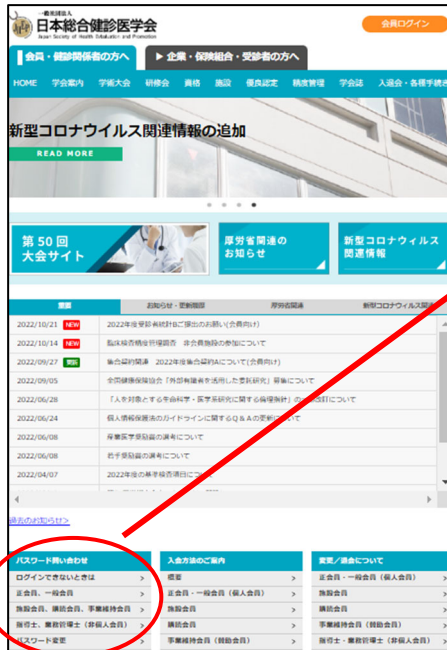 一般社団法人
日本総合健診医学会
Japan Society of Health Evaluation and Promotion
会員ログイン
会員・健診関係者の方へ
▶ 企業・保険組合・受診者の方へ
HOME 学会案内 学術大会 研修会 資格 施設 優良認定 精度管理 学会誌 入退会・各種手続き
新型コロナウイルス関連情報の追加
READ MORE
第50回
大会サイト
厚労省関連の
お知らせ
新型コロナウイルス
関連情報
重要 お知らせ・更新履歴 厚労省関連 新型コロナウイルス関連
2022/10/21 NEW 2022年度受診者統計Bご提出のお願い(会員向け)
2022/10/14 NEW 臨床検査精度管理調査 非会員施設の参加について
2022/09/27 更新 集合契約関連 2022年度集合契約Aについて(会員向け)
2022/09/05 全国健康保険協会「外部有識者を活用した委託研究」募集について
2022/06/28 「人を対象とする生命科学・医学系研究に関する倫理指針」の 改訂について
2022/06/24 個人情報保護法のガイドラインに関するQ&Aの更新について
2022/06/08 産業医学奨励賞の選考について
2022/06/08 若手奨励賞の選考について
2022/04/07 2022年度の基準検査項目について
過去のお知らせ>
パスワード問い合わせ
ログインできないときは >
正会員、一般会員 >
施設会員、購読会員、事業維持会員 >
指導士、業務管理士（非個人会員） >
パスワード変更 >
入会方法のご案内
概要 >
正会員・一般会員（個人会員） >
施設会員 >
購読会員 >
事業維持会員（賛助会員） >
変更／退会について
正会員・一般会員（個人会員） >
施設会員 >
購読会員 >
事業維持会員（賛助会員） >
指導士・業務管理士（非個人会員） >